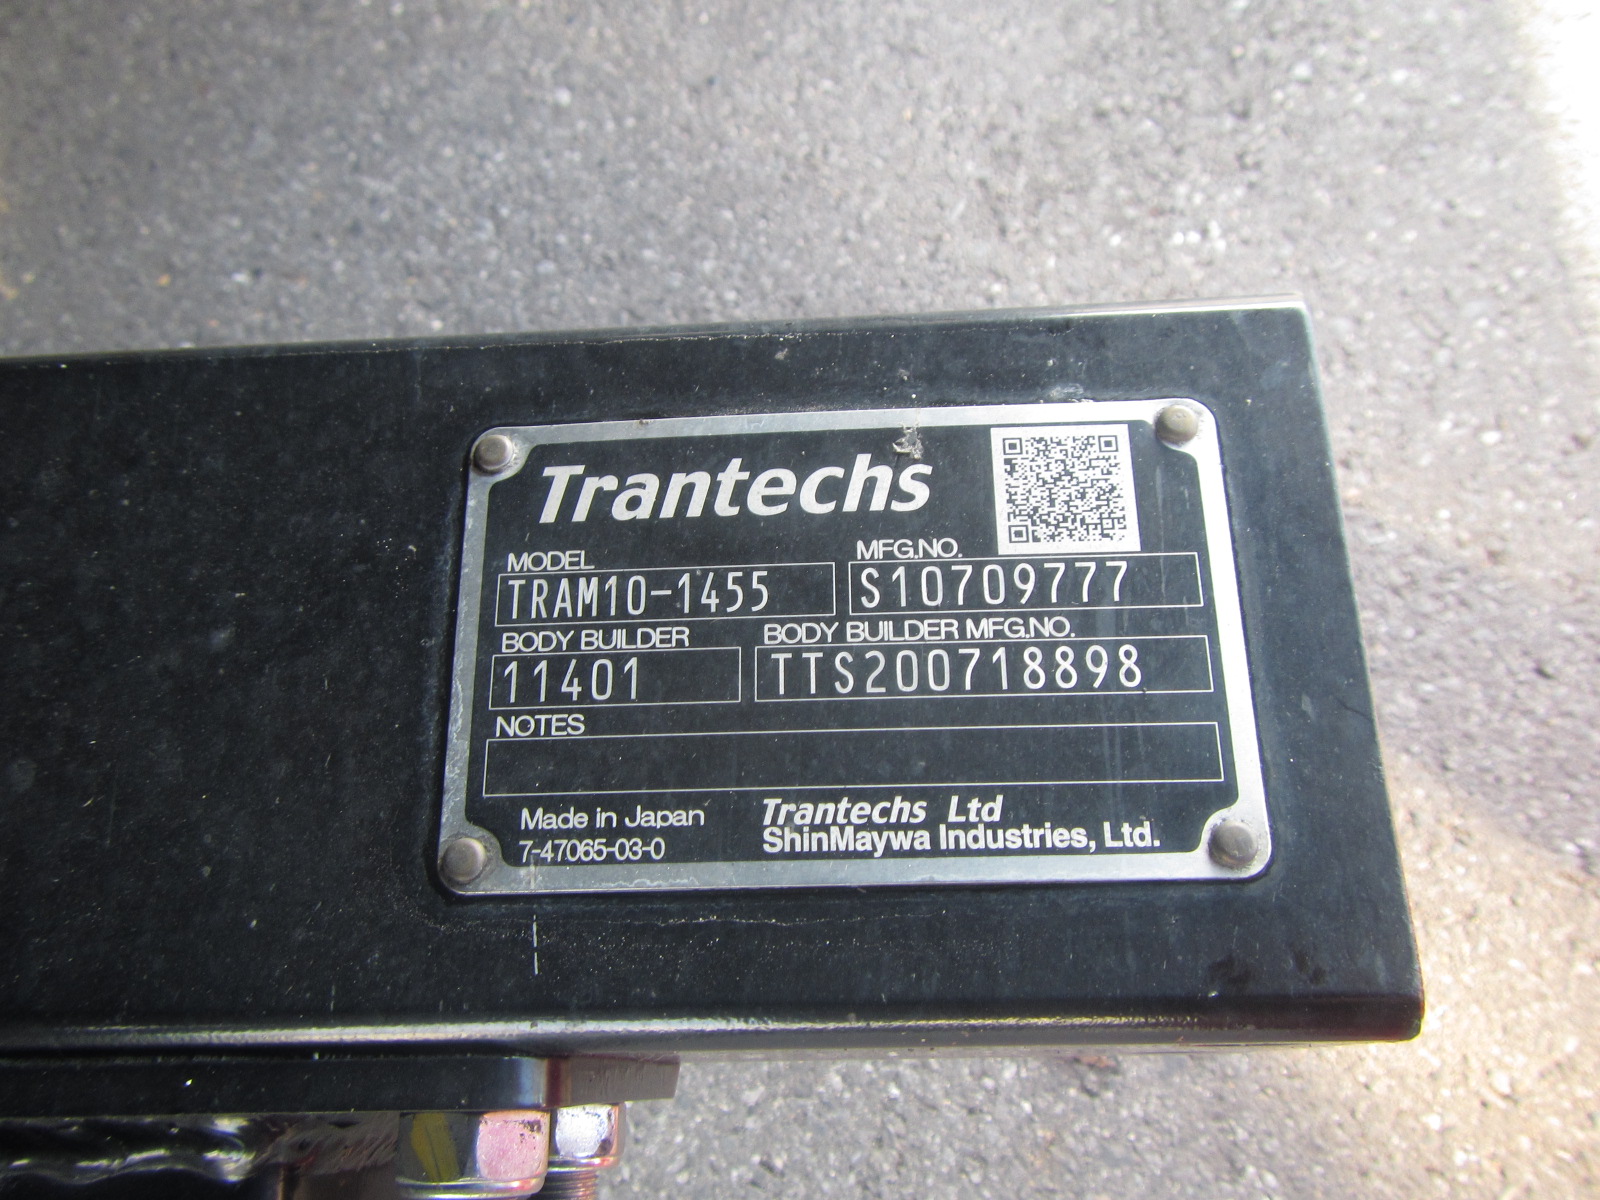 Trantechs
MODEL MFG.NO.
TRAM10-1455 S10709777
BODY BUILDER BODY BUILDER MFG.NO.
11401 TTS200718898
NOTES
Made in Japan Trantechs Ltd
7-47065-03-0 ShinMaywa Industries, Ltd.